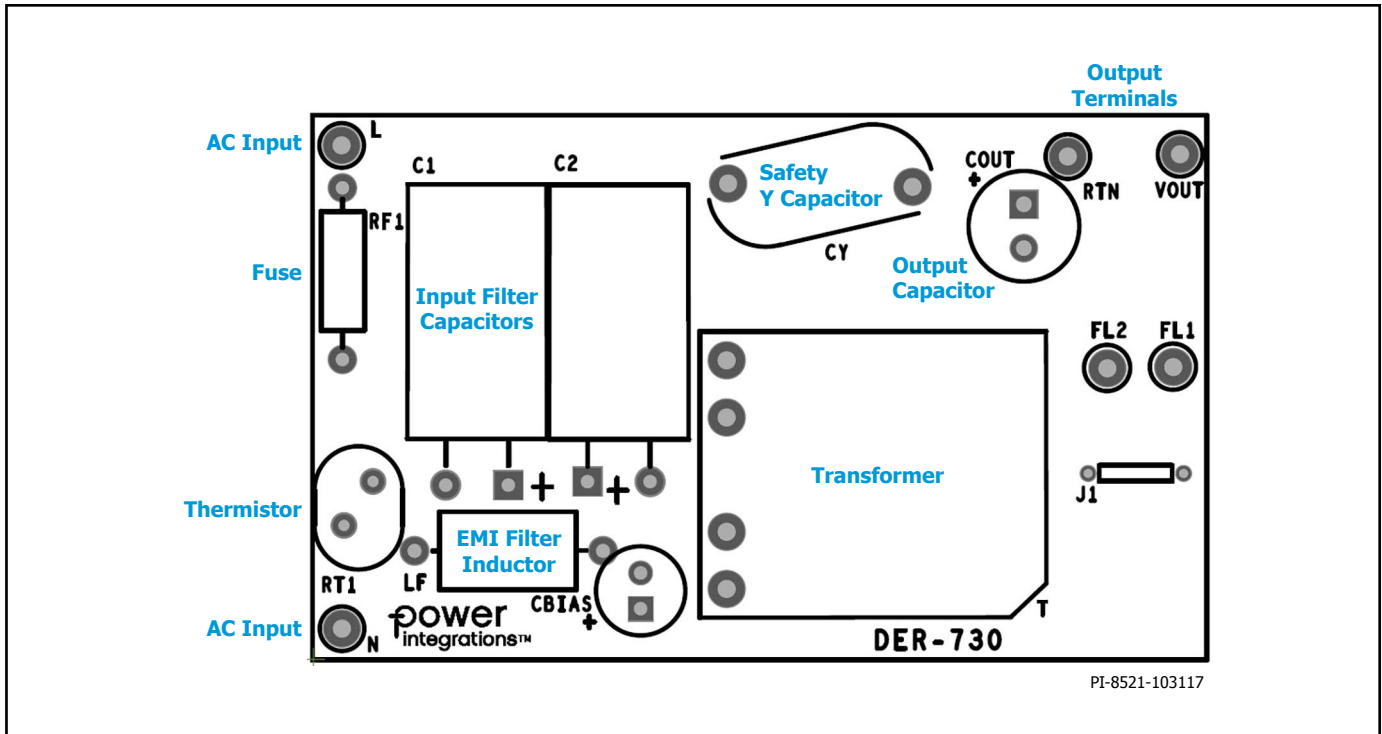 Output
Terminals
AC Input
L
C1
C2
Safety
Y Capacitor
COUT
+
RTN
VOUT
RF1
CY
Fuse
Output
Capacitor
Input Filter
Capacitors
FL2
FL1
Transformer
+
+
J1
Thermistor
EMI Filter
Inductor
RT1
LF
CBIAS
+
T
AC Input
N
power
integrations™
DER-730
PI-8521-103117